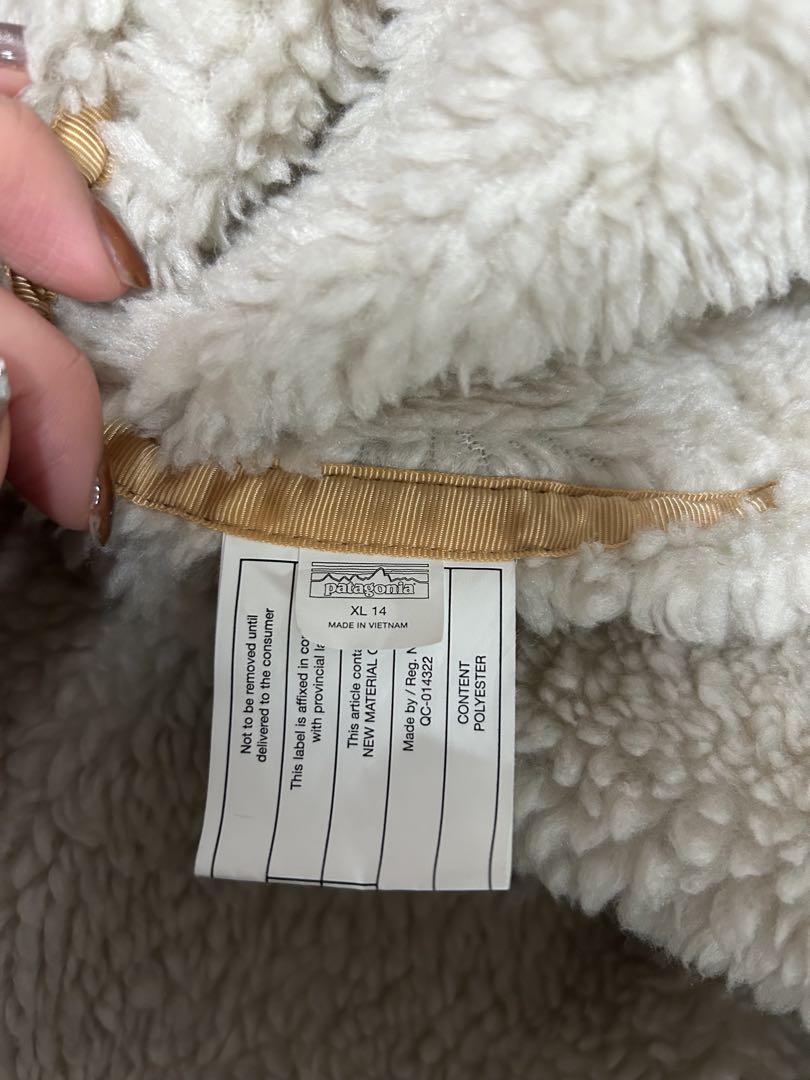 patagonia
XL 14
MADE IN VIETNAM
Not to be removed until
delivered to the consumer
This label is affixed in
with provincial
This article
NEW MATERIAL
Made by / Reg.
QC-014322
CONTENT
POLYESTER